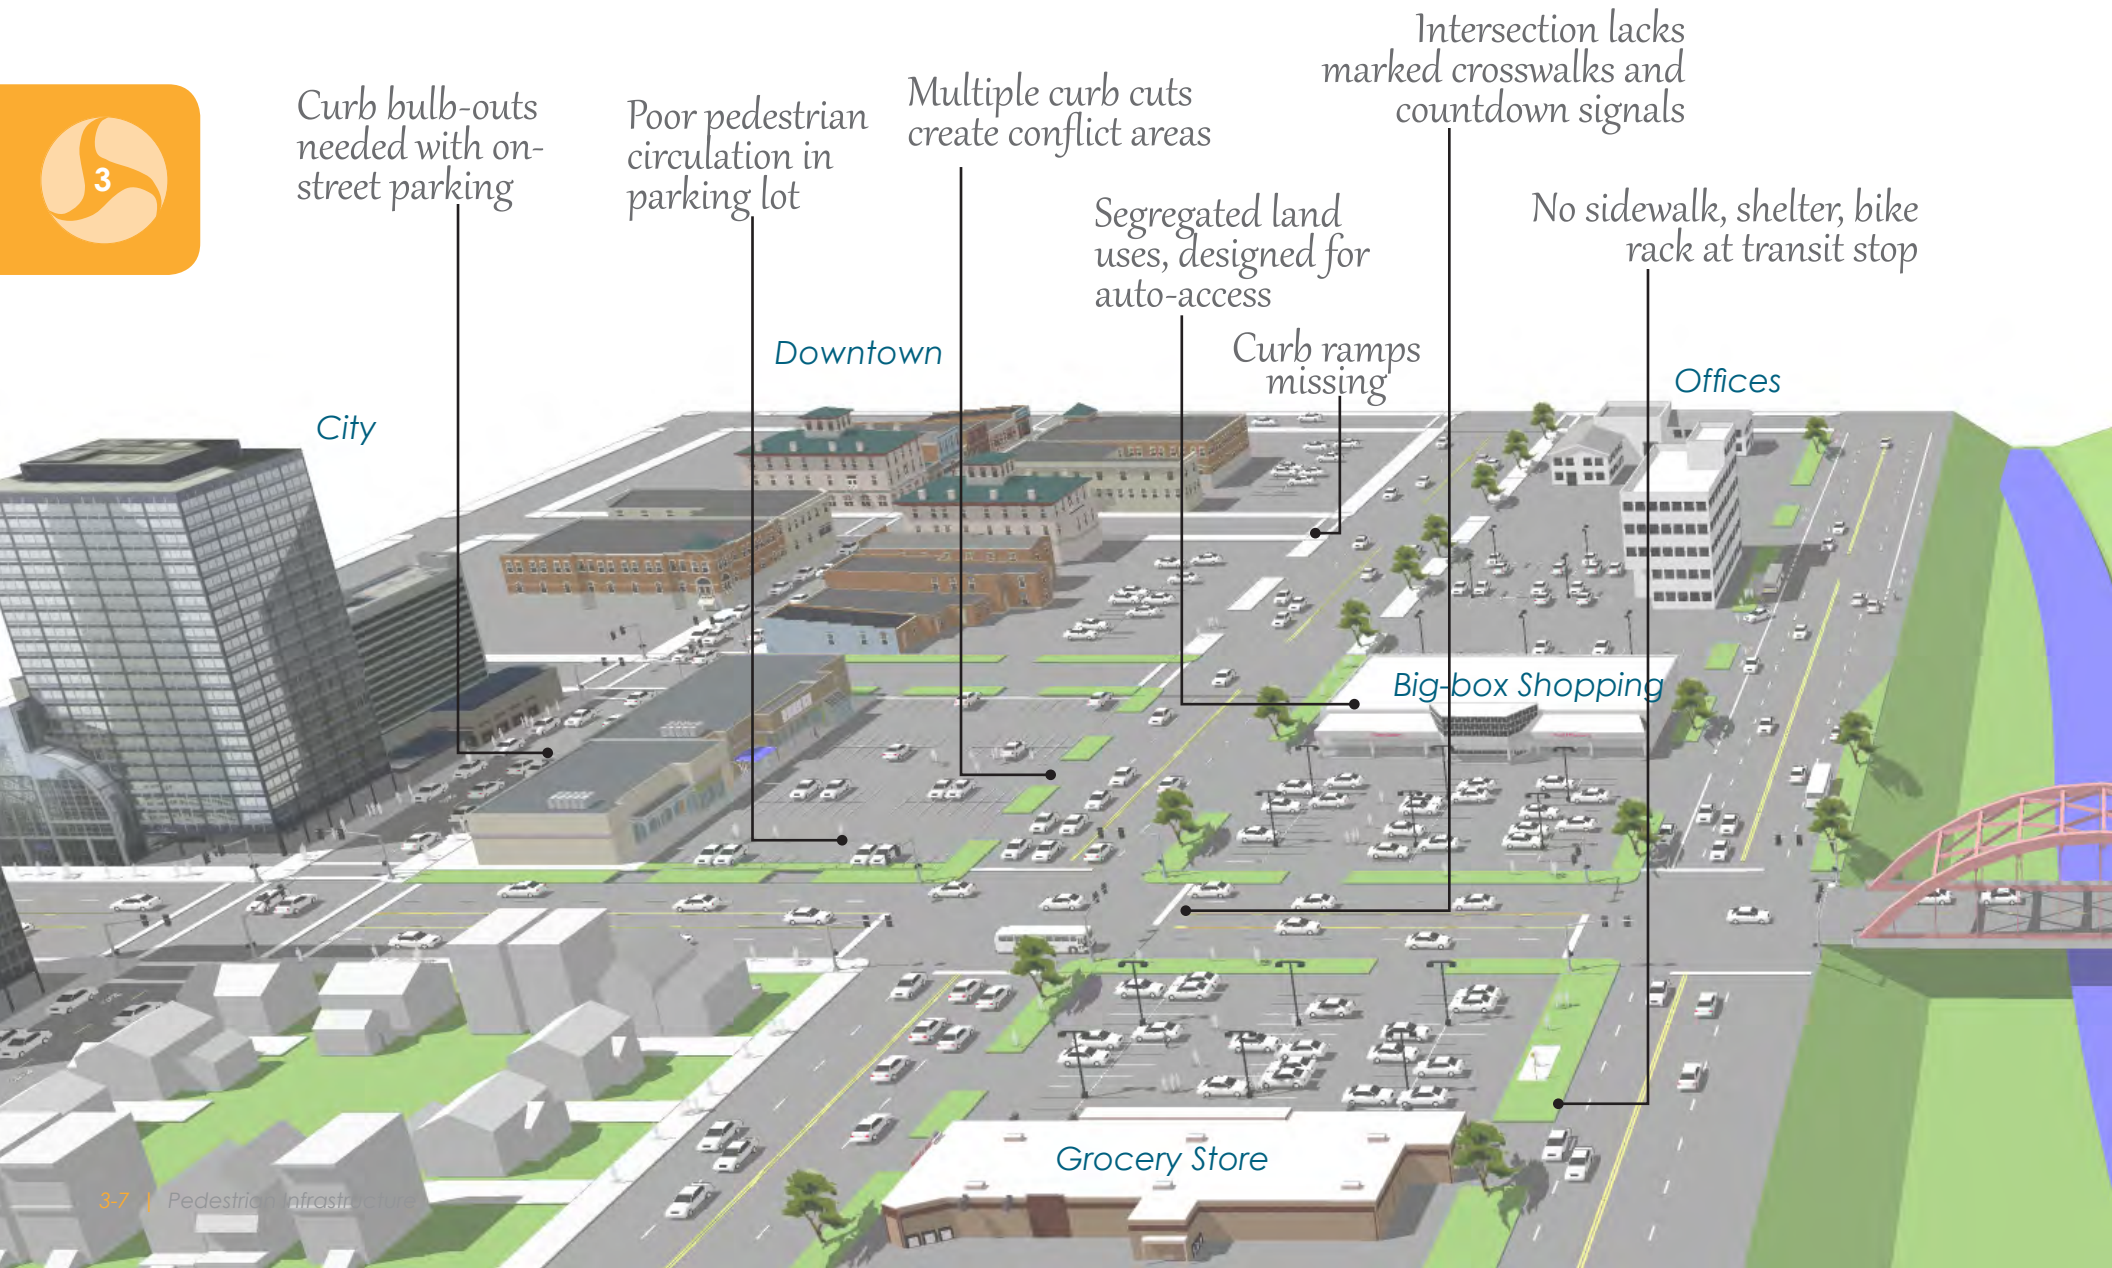 Intersection lacks
marked crosswalks and
countdown signals
Curb bulb-outs
needed with on-
street parking
Poor pedestrian
circulation in
parking lot
Multiple curb cuts
create conflict areas
3
Segregated land
uses, designed for
auto-access
No sidewalk, shelter, bike
rack at transit stop
Curb ramps
missing
Downtown
Offices
City
Big-box Shopping
Grocery Store
3-7 | Pedestrian Infrastructure